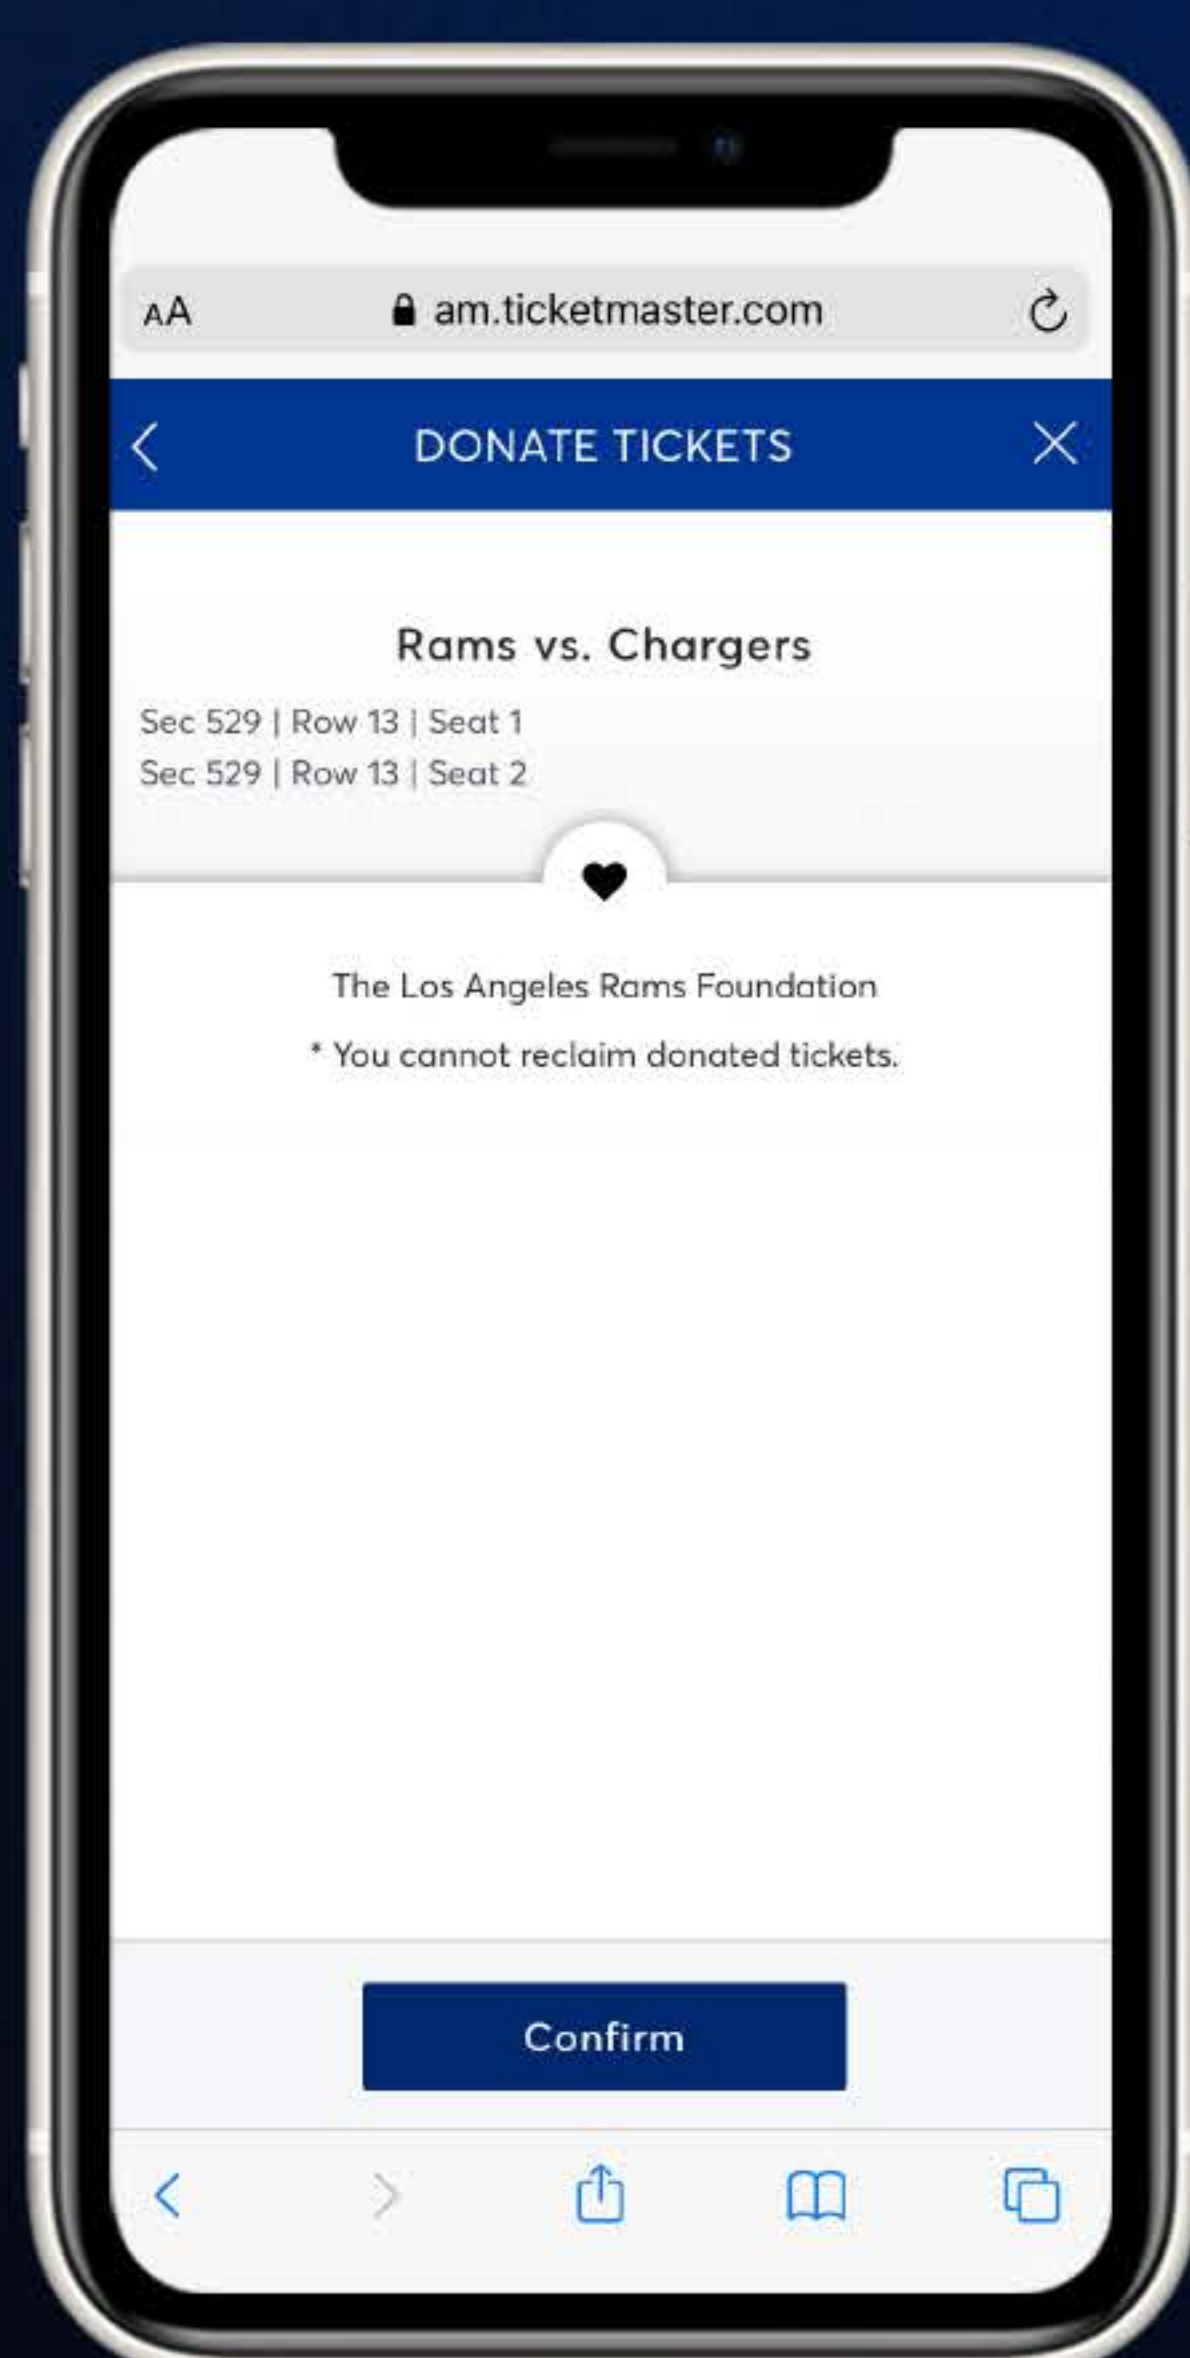 AA am.ticketmaster.com
DONATE TICKETS
Rams vs. Chargers
Sec 529 | Row 13 | Seat 1
Sec 529 | Row 13 | Seat 2
The Los Angeles Rams Foundation
* You cannot reclaim donated tickets.
Confirm